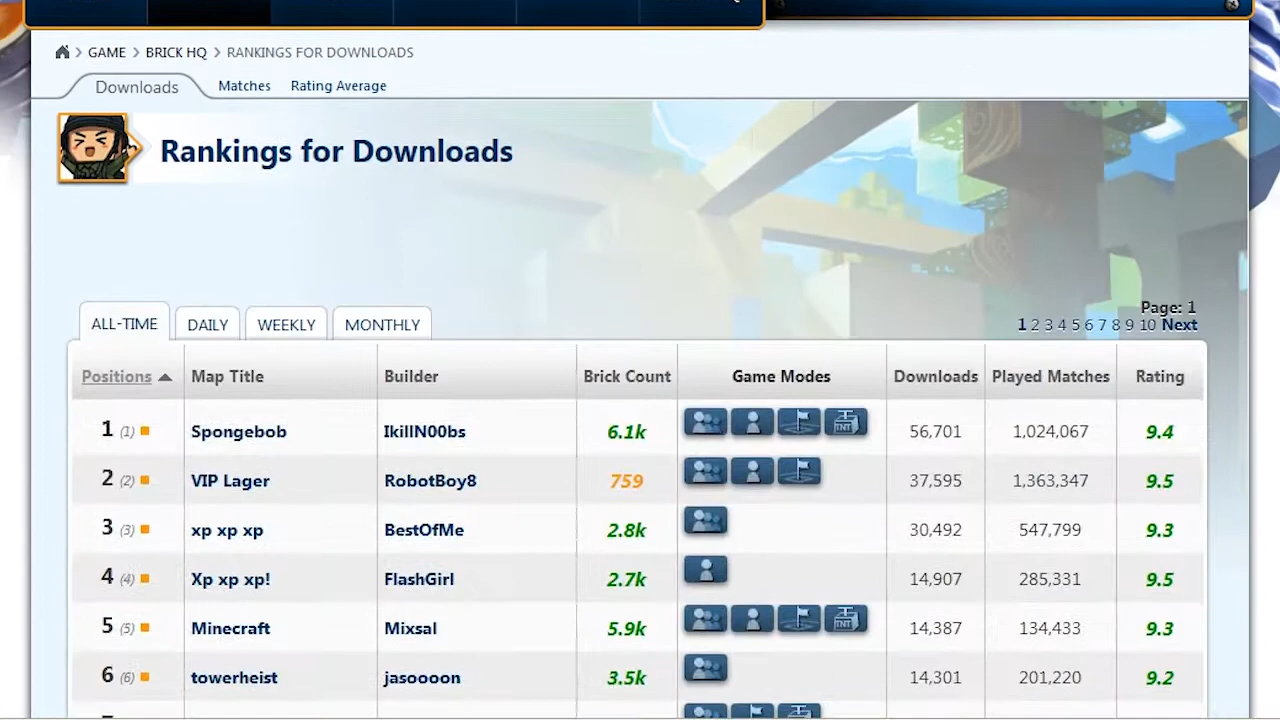 GAME > BRICK HQ > RANKINGS FOR DOWNLOADS
Downloads Matches Rating Average
Rankings for Downloads
Page: 1
ALL-TIME DAILY WEEKLY MONTHLY 1 2 3 4 5 6 7 8 9 10 Next
Positions Map Title Builder Brick Count Game Modes Downloads Played Matches Rating
1 (1) Spongebob IkillN00bs 6.1k TNT 56,701 1,024,067 9.4
2 (2) VIP Lager RobotBoy8 759 37,595 1,363,347 9.5
3 (3) xp xp xp BestOfMe 2.8k 30,492 547,799 9.3
4 (4) Xp xp xp! FlashGirl 2.7k 14,907 285,331 9.5
5 (5) Minecraft Mixsal 5.9k TNT 14,387 134,433 9.3
6 (6) towerheist jasoooon 3.5k 14,301 201,220 9.2